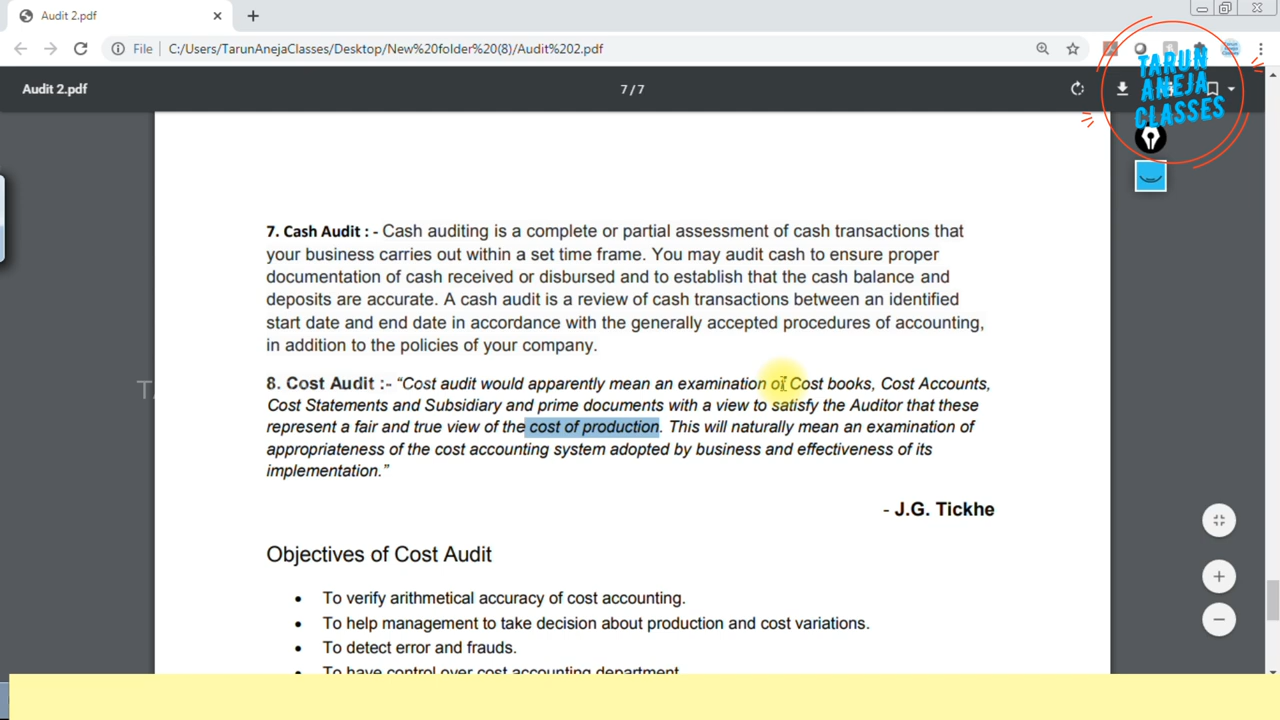 Audit 2.pdf
File
C:/Users/TarunAnejaClasses/Desktop/New%20folder%20(8)/Audit%202.pdf
Audit 2.pdf
7 / 7
TARUN
ANEJA
CLASSES
7. Cash Audit : - Cash auditing is a complete or partial assessment of cash transactions that
your business carries out within a set time frame. You may audit cash to ensure proper
documentation of cash received or disbursed and to establish that the cash balance and
deposits are accurate. A cash audit is a review of cash transactions between an identified
start date and end date in accordance with the generally accepted procedures of accounting,
in addition to the policies of your company.
8. Cost Audit :- “Cost audit would apparently mean an examination of Cost books, Cost Accounts,
Cost Statements and Subsidiary and prime documents with a view to satisfy the Auditor that these
represent a fair and true view of the cost of production. This will naturally mean an examination of
appropriateness of the cost accounting system adopted by business and effectiveness of its
implementation.”
- J.G. Tickhe
Objectives of Cost Audit
• To verify arithmetical accuracy of cost accounting.
• To help management to take decision about production and cost variations.
• To detect error and frauds.
• To have control over cost accounting department